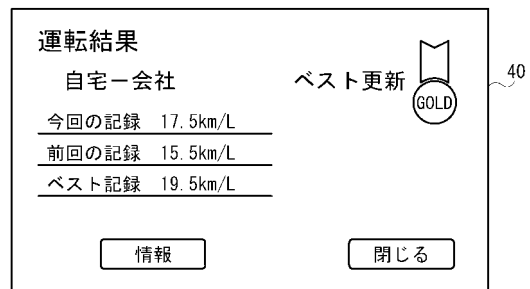 運転結果
自宅－会社
ベスト更新
GOLD
40
今回の記録 17.5km/L
前回の記録 15.5km/L
ベスト記録 19.5km/L
情報
閉じる